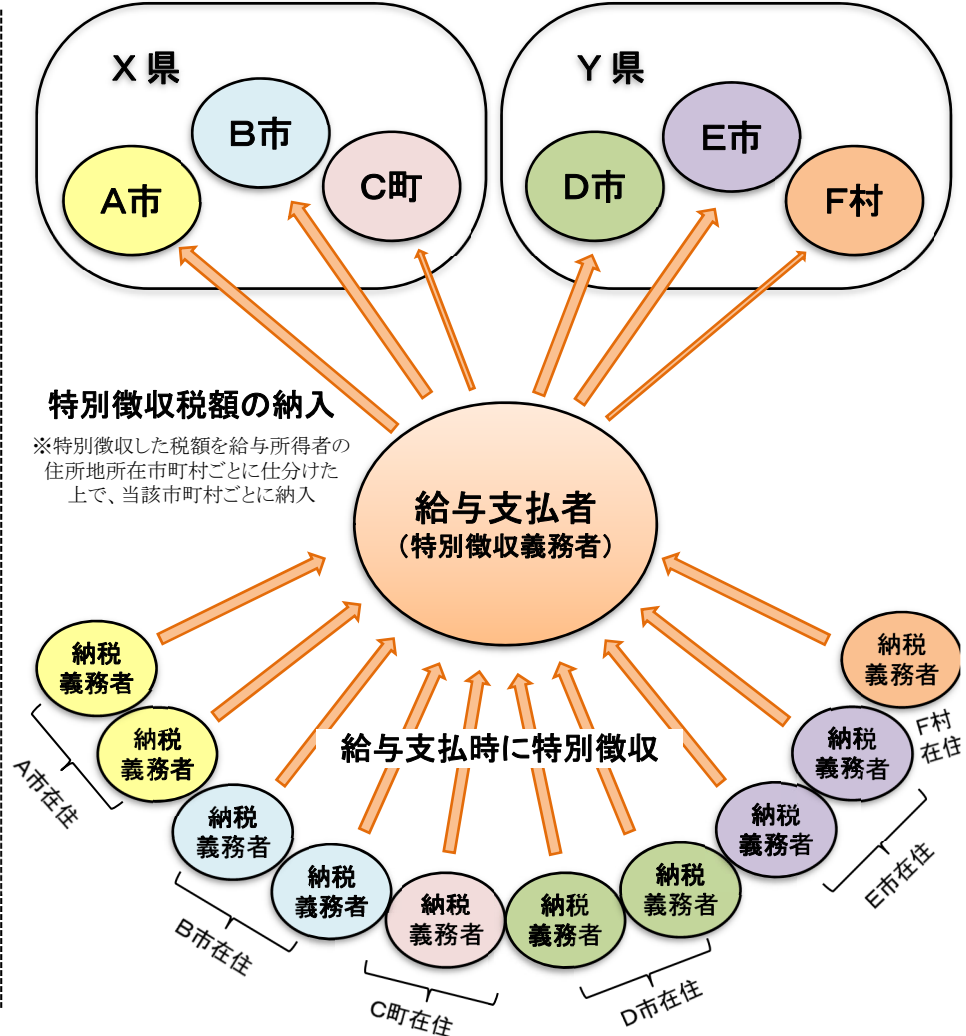 X県
Y県
A市
B市
C町
D市
E市
F村
特別徴収税額の納入
※特別徴収した税額を給与所得者の
住所地所在市町村ごとに仕分けた
上で、当該市町村ごとに納入
給与支払者
（特別徴収義務者）
給与支払時に特別徴収
納税
義務者
納税
義務者
A市在住
納税
義務者
納税
義務者
B市在住
納税
義務者
C町在住
納税
義務者
納税
義務者
D市在住
納税
義務者
納税
義務者
E市在住
納税
義務者
F村
在住